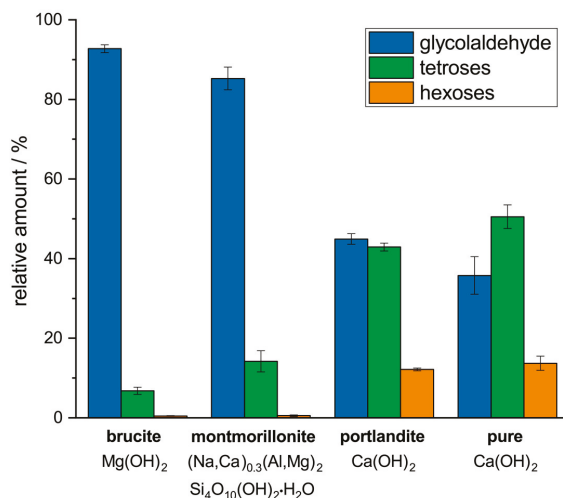 relative amount / %
100
80
60
40
20
0
glycolaldehyde
tetroses
hexoses
brucite montmorillonite portlandite pure
Mg(OH)₂ (Na,Ca)₀.₃(Al,Mg)₂ Ca(OH)₂ Ca(OH)₂
Si₄O₁₀(OH)₂·H₂O